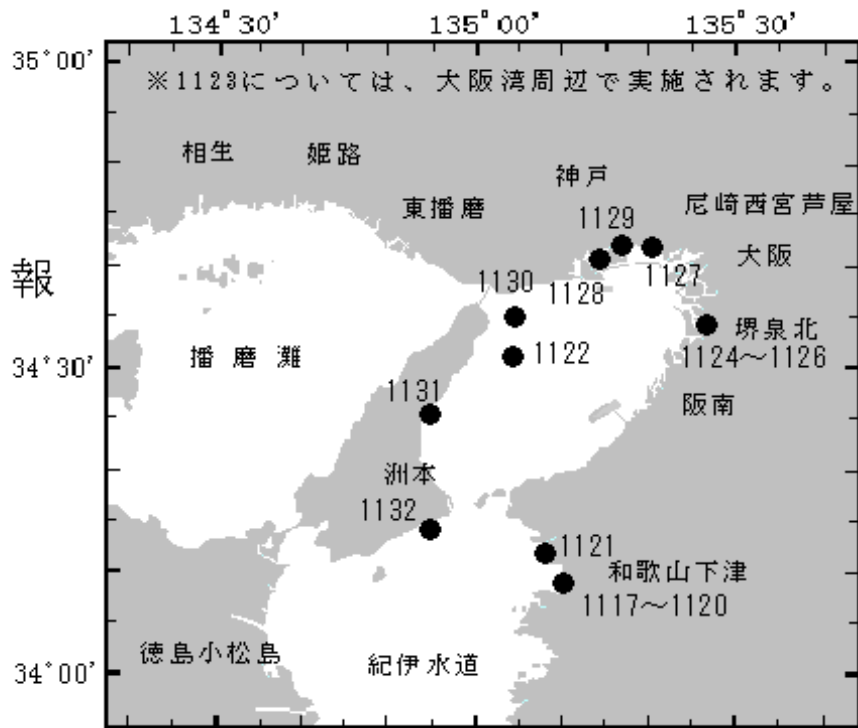 134°30' 135°00' 135°30'
35°00'
※1123については、大阪湾周辺で実施されます。
相生 姫路
神戸
東播磨
尼崎西宮芦屋
1129
大阪
報
1130
1128
1127
堺泉北
播磨灘
1122
1124～1126
34°30'
1131
阪南
洲本
1132
1121
和歌山下津
1117～1120
徳島小松島
紀伊水道
34°00'